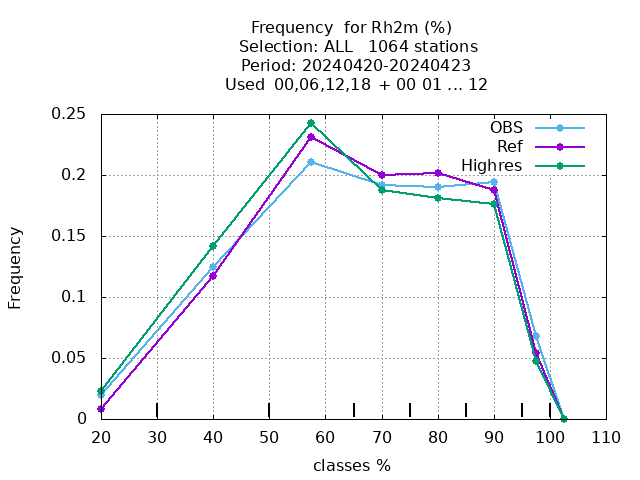 Frequency  for Rh2m (%)
Selection: ALL   1064 stations
Period: 20240420-20240423
Used  00,06,12,18 + 00 01 ... 12
OBS
Ref
Highres
0.25
0.2
0.15
0.1
0.05
0
Frequency
20 30 40 50 60 70 80 90 100 110
classes %